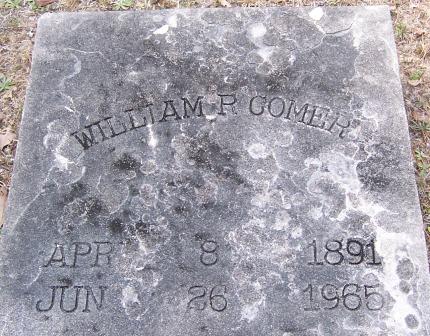 WILLIAM P. COMER
APR 8 1891
JUN 26 1965